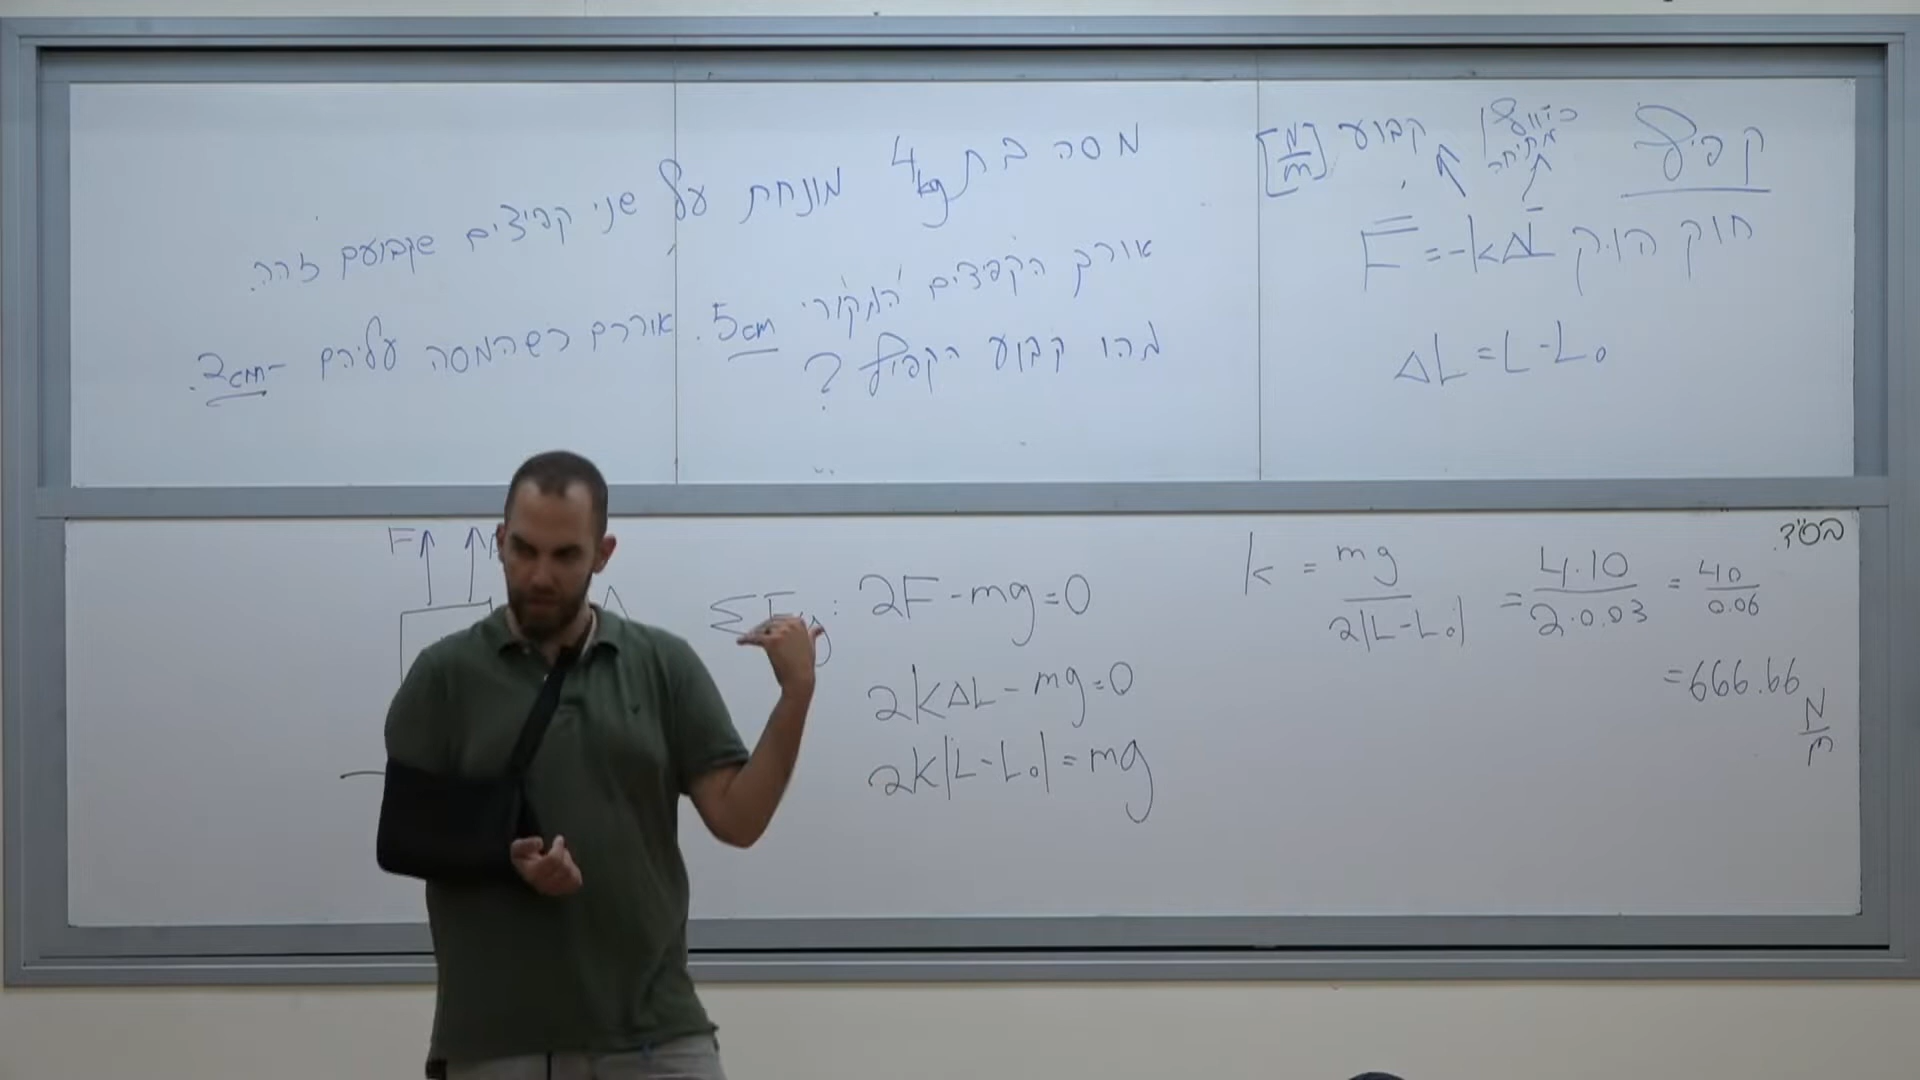 קפיץ
חוק הוק F = -kΔL
קבוע [N/m]
כיוון
מתיחה
ΔL = L - L₀
מסה בת 4kg מונחת על שני קפיצים שקבועם זהה.
אורך הקפיצים המקורי 5cm. אורכם כשהמסה עליהם 2cm-.
מהו קבוע הקפיץ?
בס"ד.
F
ΣFy: 2F - mg = 0
2kΔL - mg = 0
2k|L - L₀| = mg
k = mg / 2|L - L₀| = 4·10 / 2·0.03 = 40 / 0.06
= 666.66 N/m